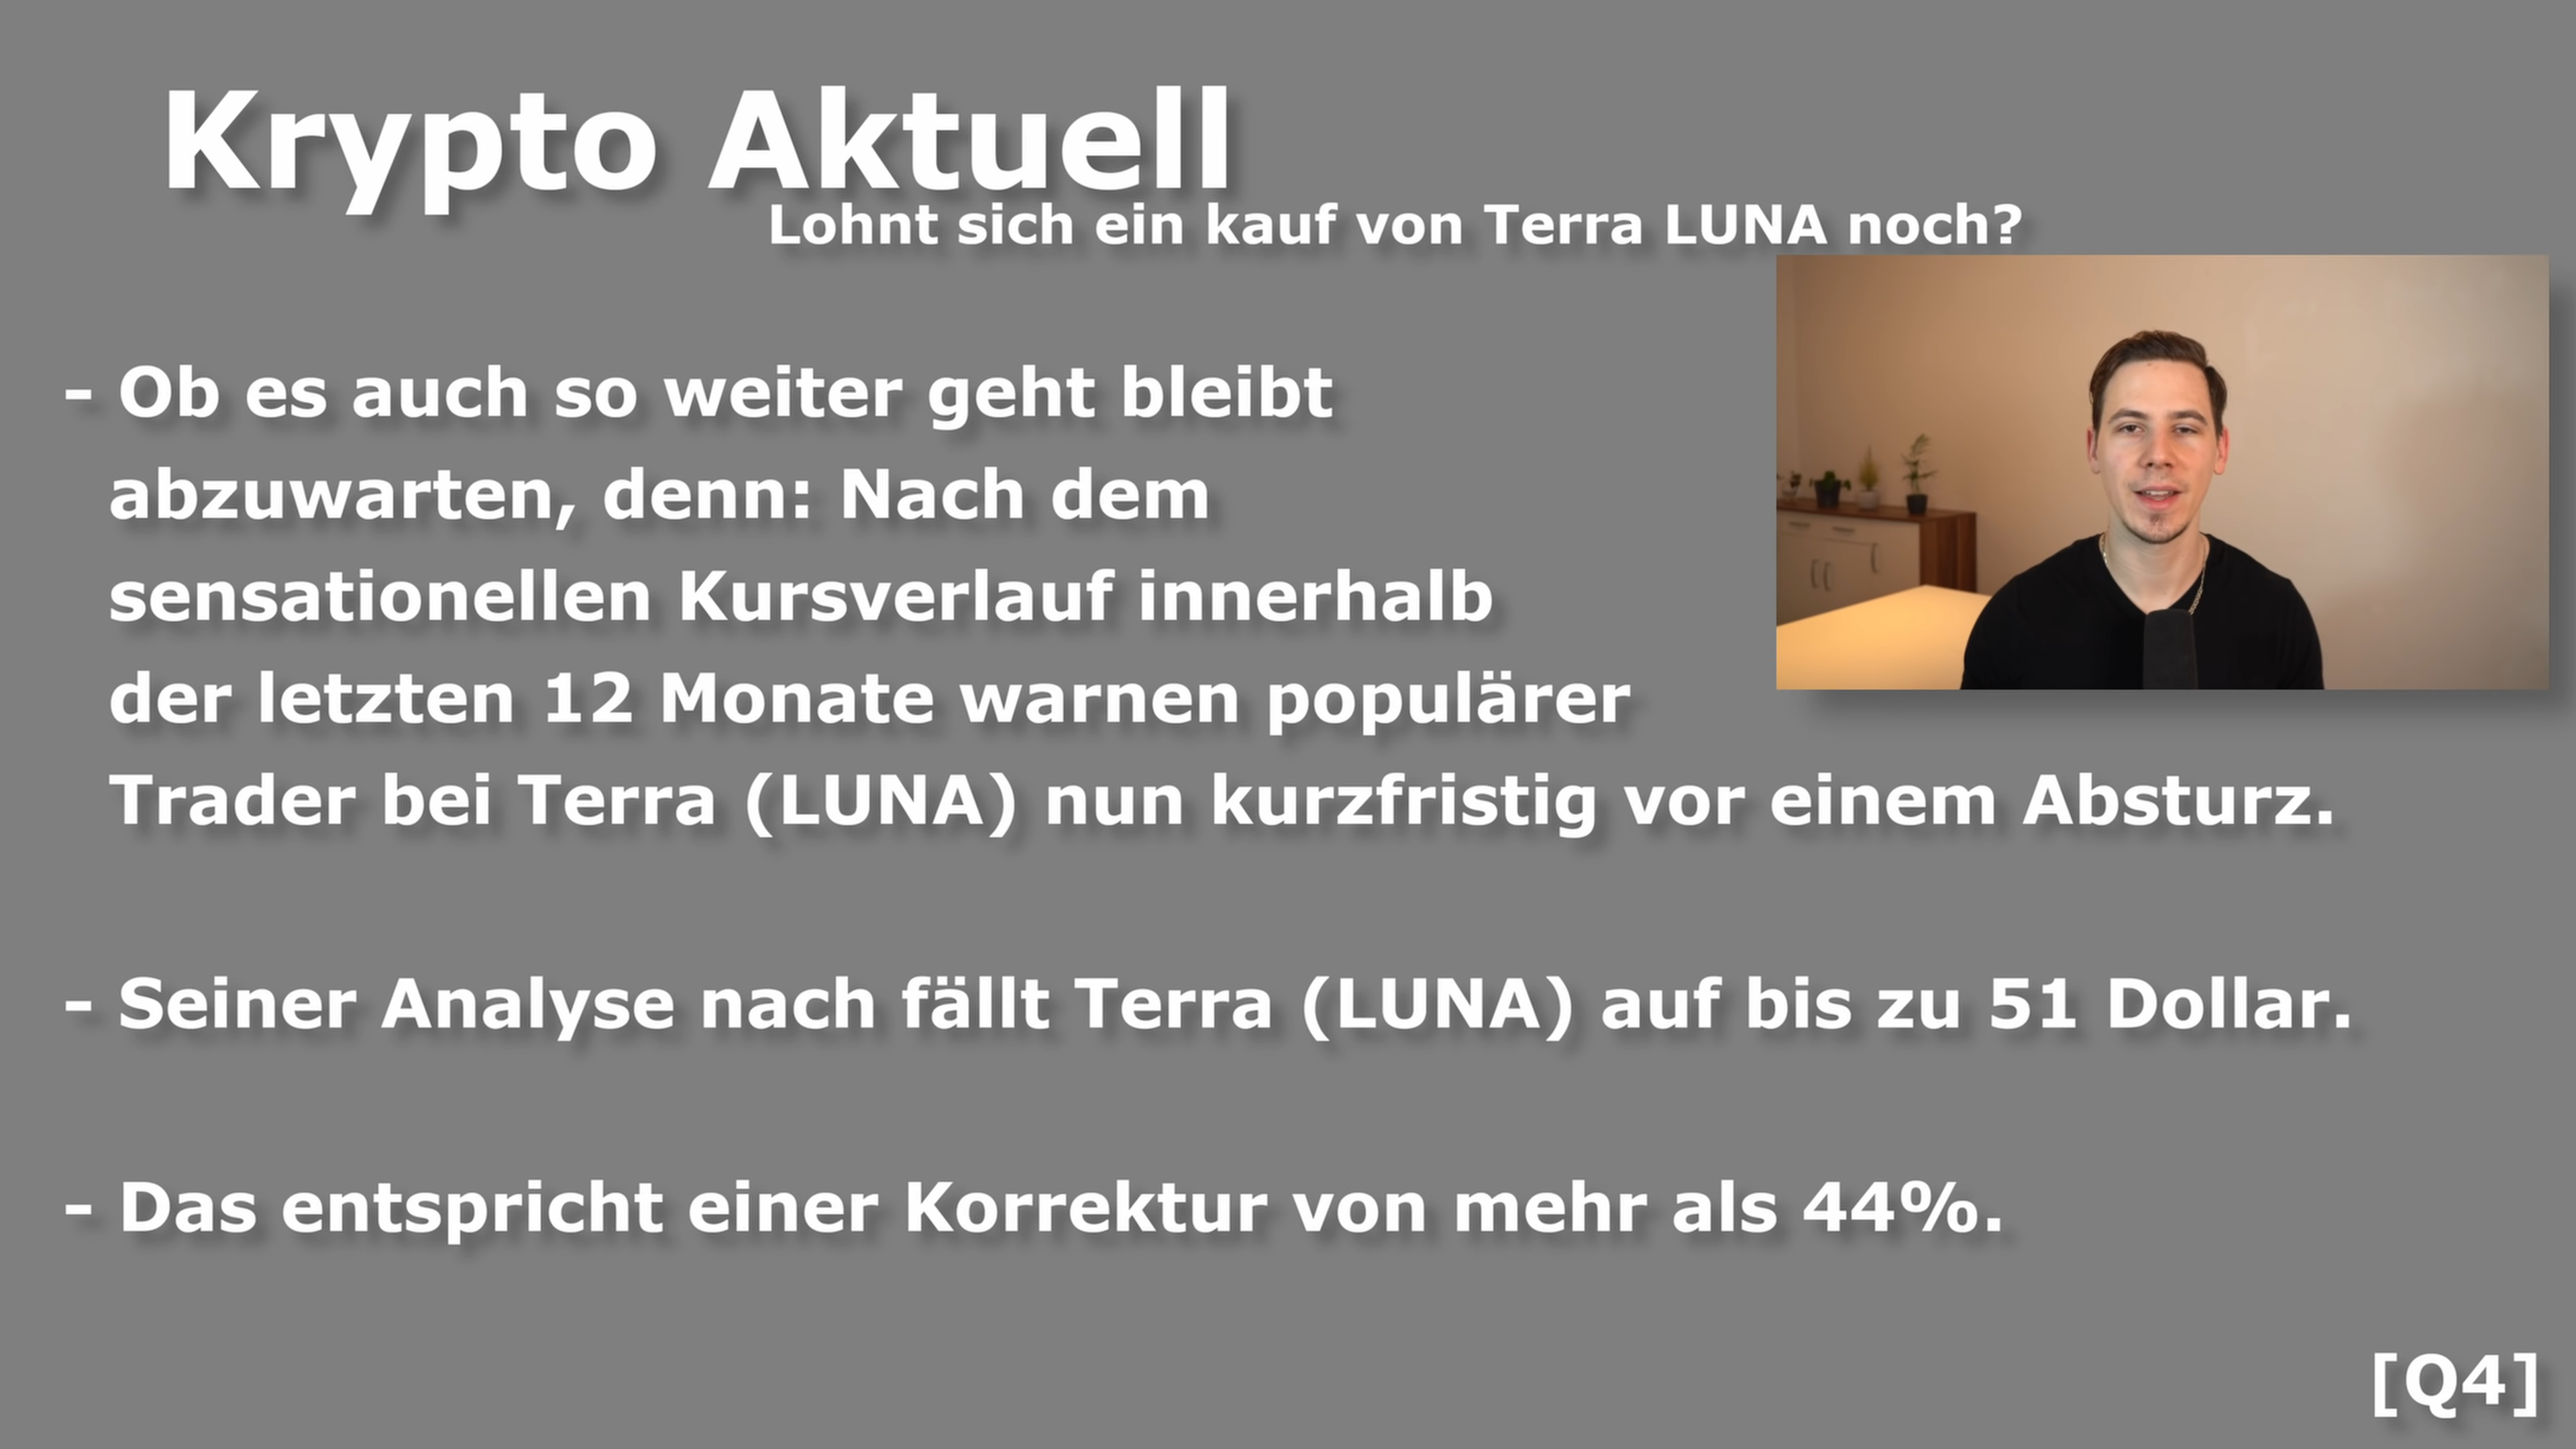 Krypto Aktuell
Lohnt sich ein kauf von Terra LUNA noch?
- Ob es auch so weiter geht bleibt
abzuwarten, denn: Nach dem
sensationellen Kursverlauf innerhalb
der letzten 12 Monate warnen populärer
Trader bei Terra (LUNA) nun kurzfristig vor einem Absturz.
- Seiner Analyse nach fällt Terra (LUNA) auf bis zu 51 Dollar.
- Das entspricht einer Korrektur von mehr als 44%.
[Q4]